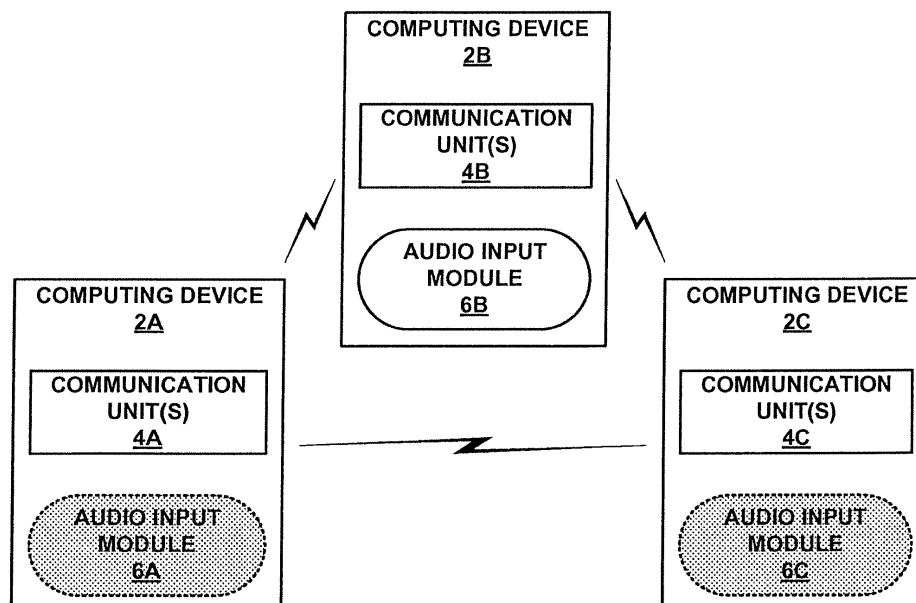 COMPUTING DEVICE
2B
COMMUNICATION
UNIT(S)
4B
AUDIO INPUT
MODULE
6B
COMPUTING DEVICE
2A
COMMUNICATION
UNIT(S)
4A
AUDIO INPUT
MODULE
6A
COMPUTING DEVICE
2C
COMMUNICATION
UNIT(S)
4C
AUDIO INPUT
MODULE
6C